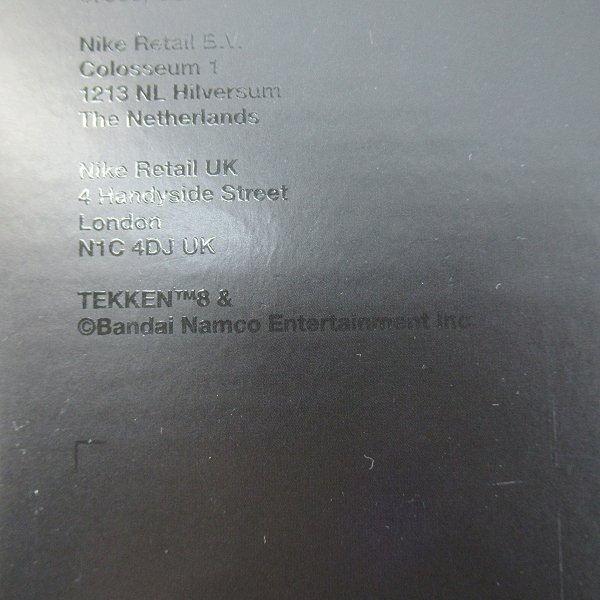 Nike Retail B.V.
Colosseum 1
1213 NL Hilversum
The Netherlands
Nike Retail UK
4 Handyside Street
London
N1C 4DJ UK
TEKKEN™8 &
©Bandai Namco Entertainment Inc.